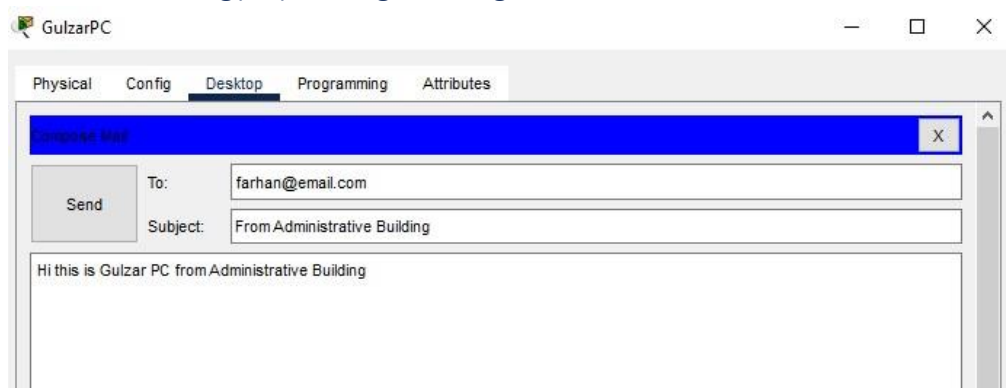 GulzarPC
Physical Config Desktop Programming Attributes
Compose Mail
X
Send
To: farhan@email.com
Subject: From Administrative Building
Hi this is Gulzar PC from Administrative Building